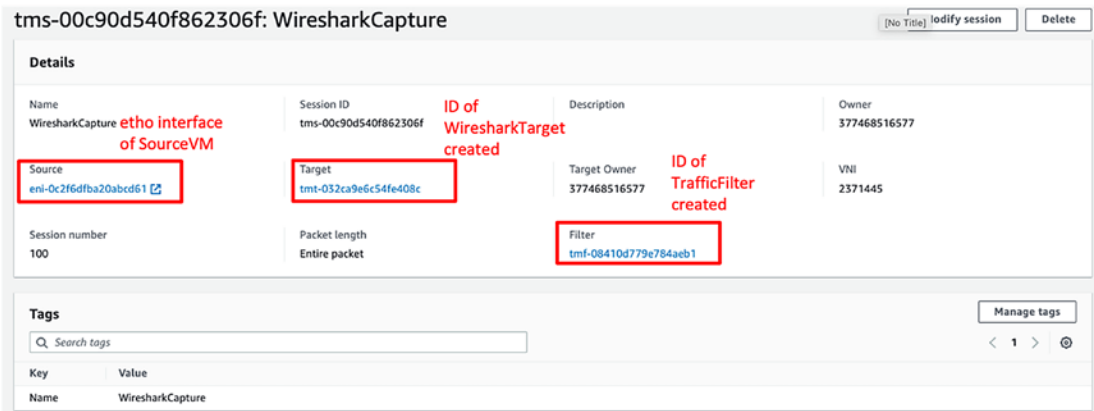 tms-00c90d540f862306f: WiresharkCapture
[No Title] lodify session
Delete
Details
Name
WiresharkCapture
etho interface
of SourceVM
Session ID
tms-00c90d540f862306f
ID of
WiresharkTarget
created
Description
Owner
377468516577
Source
eni-0c2f6dfba20abcd61
Target
tmt-032ca9e6c54fe408c
Target Owner
377468516577
ID of
TrafficFilter
created
VNI
2371445
Session number
100
Packet length
Entire packet
Filter
tmf-08410d779e784aeb1
Tags
Manage tags
Search tags
< 1 >
Key Value
Name WiresharkCapture